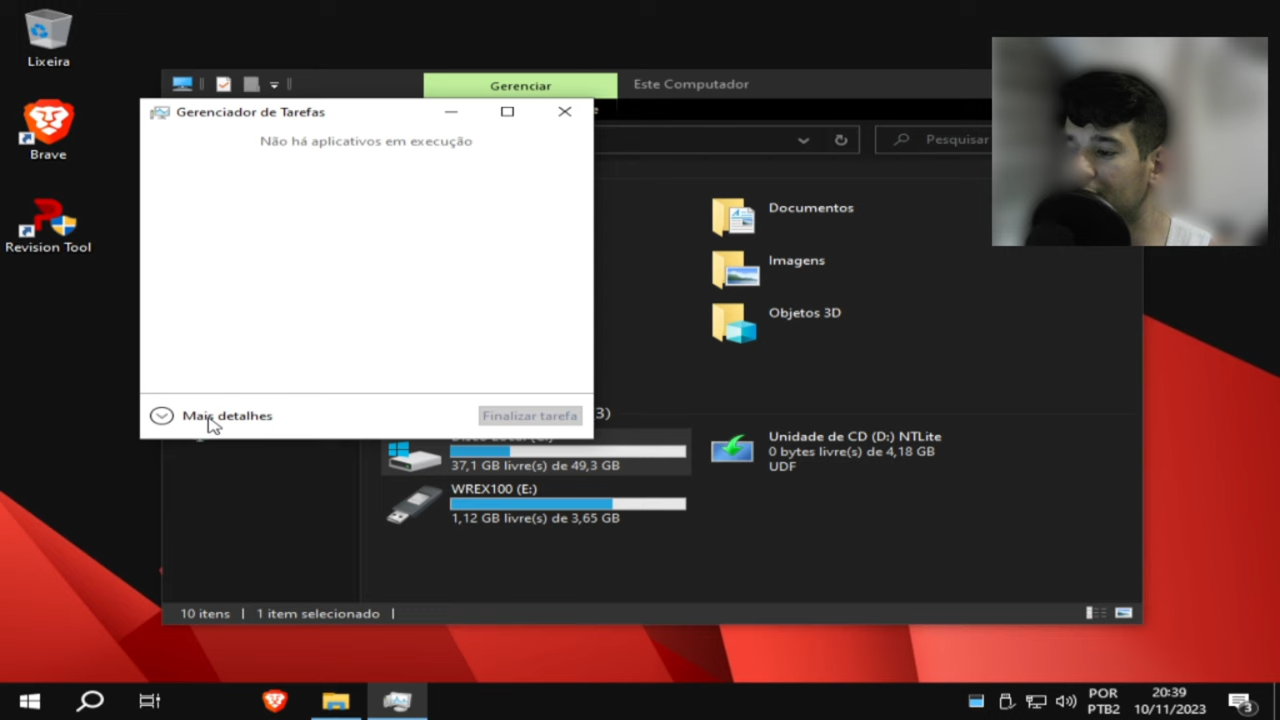 Lixeira
Brave
Revision Tool
Gerenciar
Este Computador
Gerenciador de Tarefas
Não há aplicativos em execução
Mais detalhes
Finalizar tarefa
Pesquisar
Documentos
Imagens
Objetos 3D
3)
37,1 GB livre(s) de 49,3 GB
Unidade de CD (D:) NTLite
0 bytes livre(s) de 4,18 GB
UDF
WREX100 (E:)
1,12 GB livre(s) de 3,65 GB
10 itens
1 item selecionado
POR
PTB2
20:39
10/11/2023
3